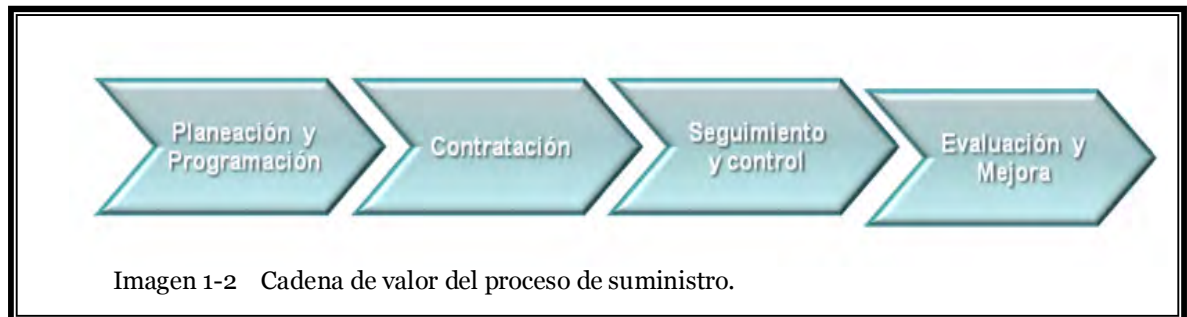 Planeación y
Programación
Contratación
Seguimiento
y control
Evaluación y
Mejora
Imagen 1-2 Cadena de valor del proceso de suministro.